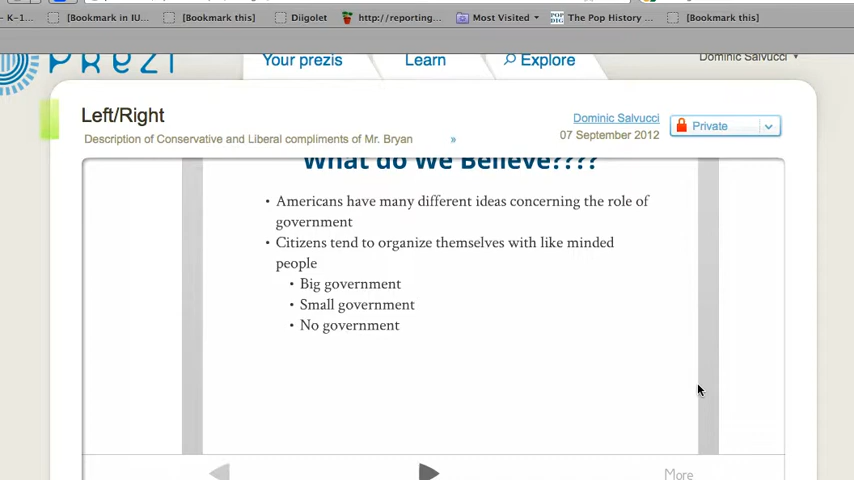 - K-1...
[Bookmark in IU...
[Bookmark this]
Diigolet
http://reporting...
Most Visited
The Pop History ...
[Bookmark this]
Prezi
Your prezis
Learn
Explore
Dominic Salvucci
Left/Right
Dominic Salvucci
07 September 2012
Private
Description of Conservative and Liberal compliments of Mr. Bryan »
What do We Believe????
• Americans have many different ideas concerning the role of
government
• Citizens tend to organize themselves with like minded
people
• Big government
• Small government
• No government
More